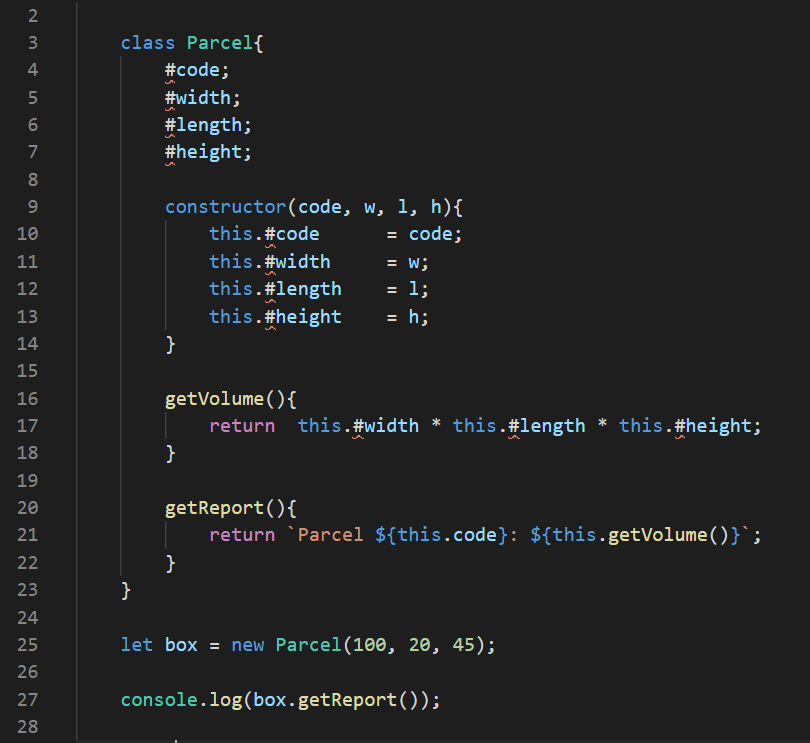 2
3 class Parcel{
4 #code;
5 #width;
6 #length;
7 #height;
8
9 constructor(code, w, l, h){
10 this.#code = code;
11 this.#width = w;
12 this.#length = l;
13 this.#height = h;
14 }
15
16 getVolume(){
17 return this.#width * this.#length * this.#height;
18 }
19
20 getReport(){
21 return `Parcel ${this.code}: ${this.getVolume()}`;
22 }
23 }
24
25 let box = new Parcel(100, 20, 45);
26
27 console.log(box.getReport());
28